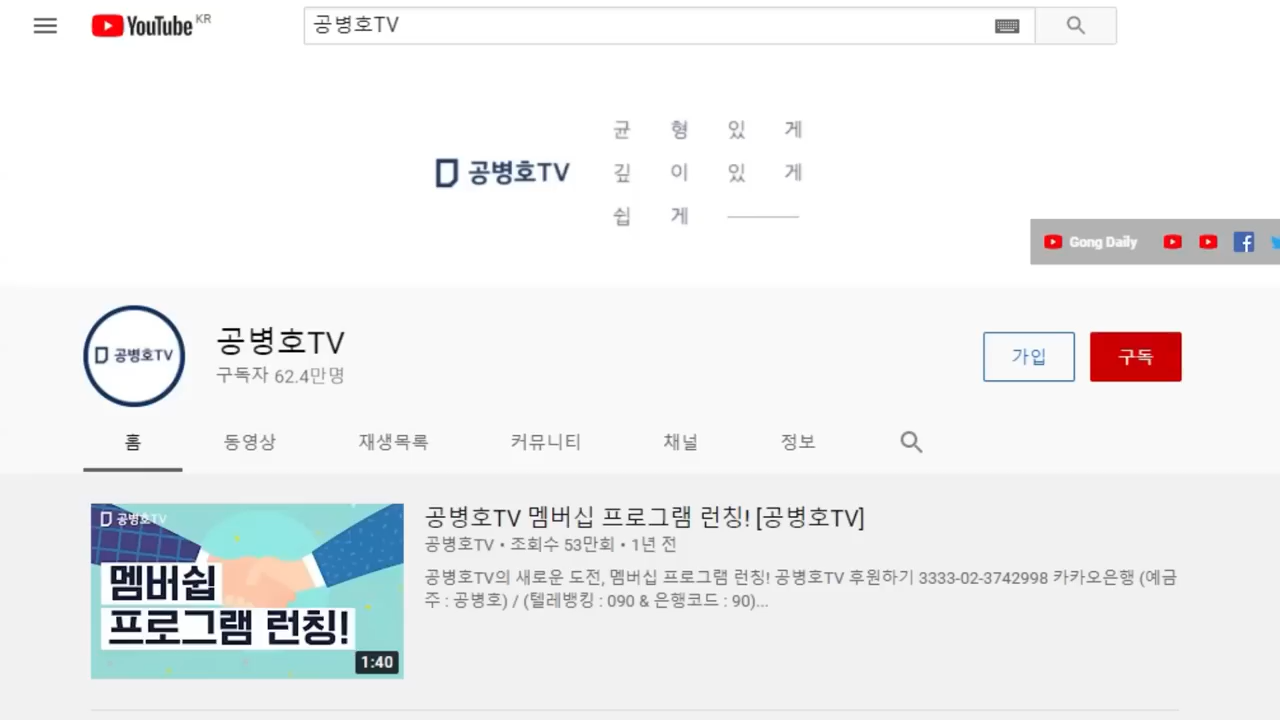 YouTube KR
공병호TV
균 형 있 게
공병호TV
깊 이 있 게
쉽 게
Gong Daily
공병호TV
공병호TV
구독자 62.4만명
가입
구독
홈 동영상 재생목록 커뮤니티 채널 정보
공병호TV
멤버쉽
프로그램 런칭!
1:40
공병호TV 멤버십 프로그램 런칭! [공병호TV]
공병호TV • 조회수 53만회 • 1년 전
공병호TV의 새로운 도전, 멤버십 프로그램 런칭! 공병호TV 후원하기 3333-02-3742998 카카오은행 (예금
주 : 공병호) / (텔레뱅킹 : 090 & 은행코드 : 90)...